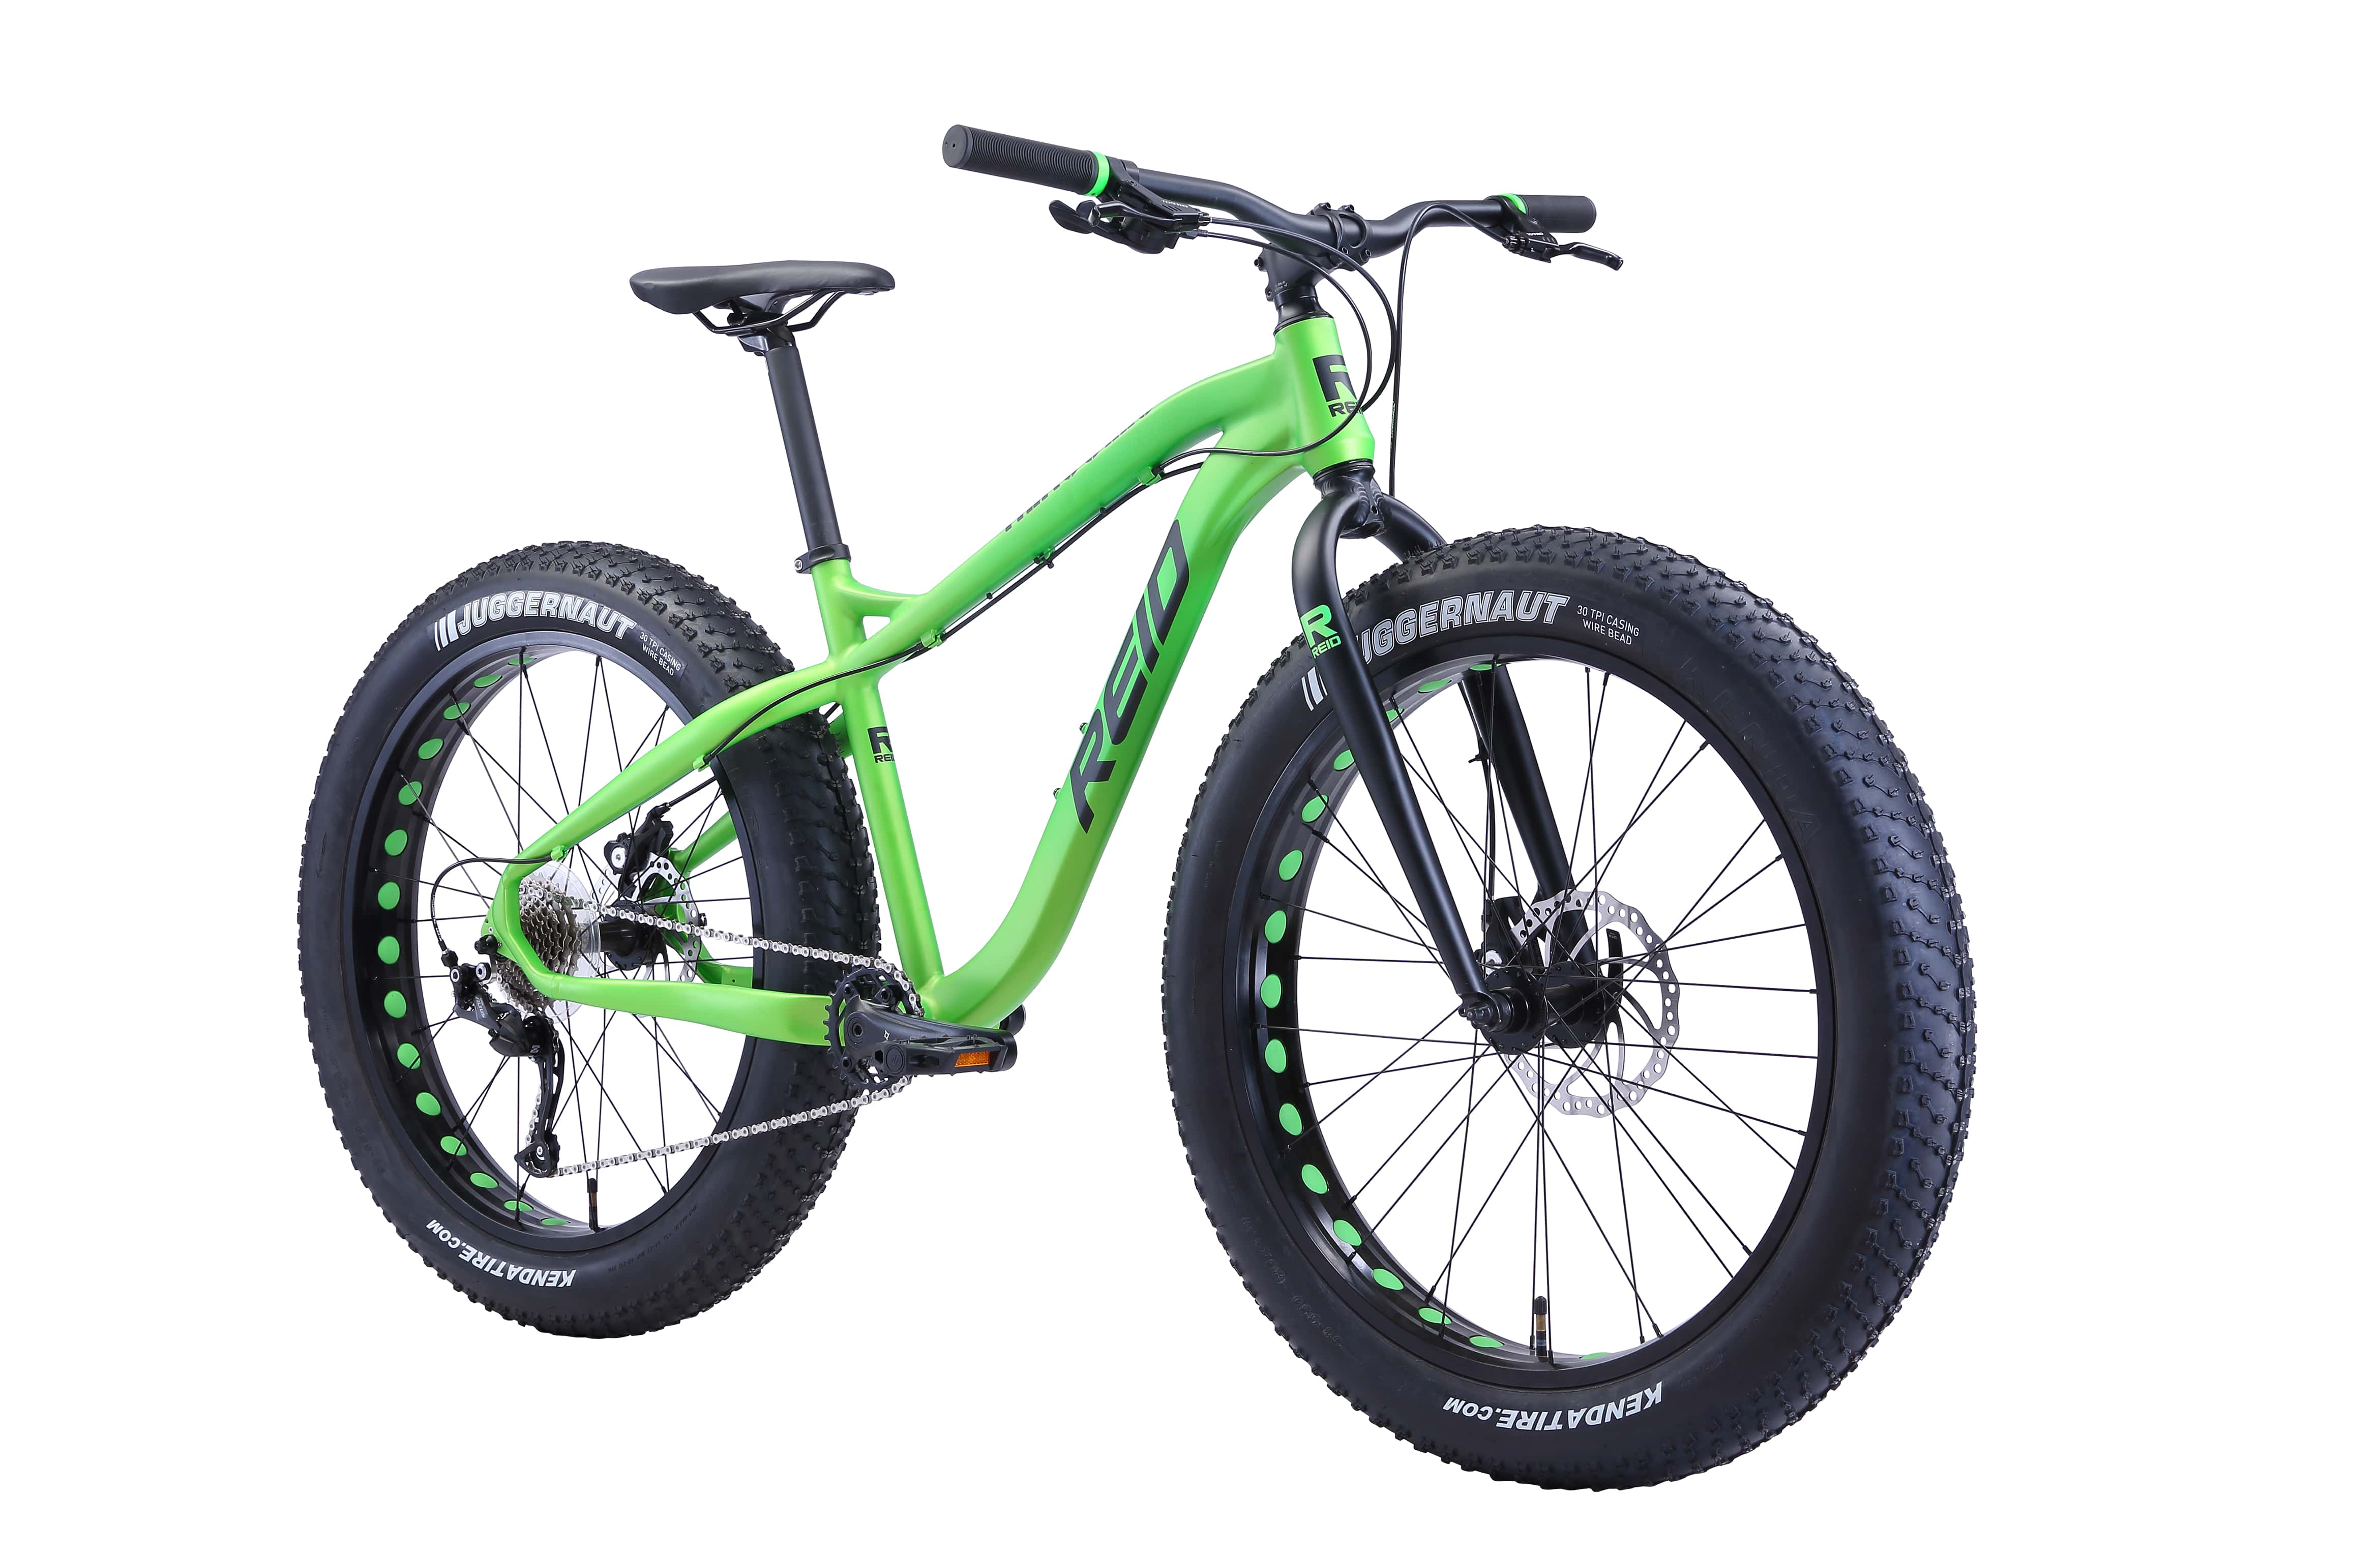 R
REID
REID
R
REID
R
REID
JUGGERNAUT
30 TPI CASING
WIRE BEAD
KENDATIRE.COM
JUGGERNAUT
30 TPI CASING
WIRE BEAD
KENDA
KENDATIRE.COM